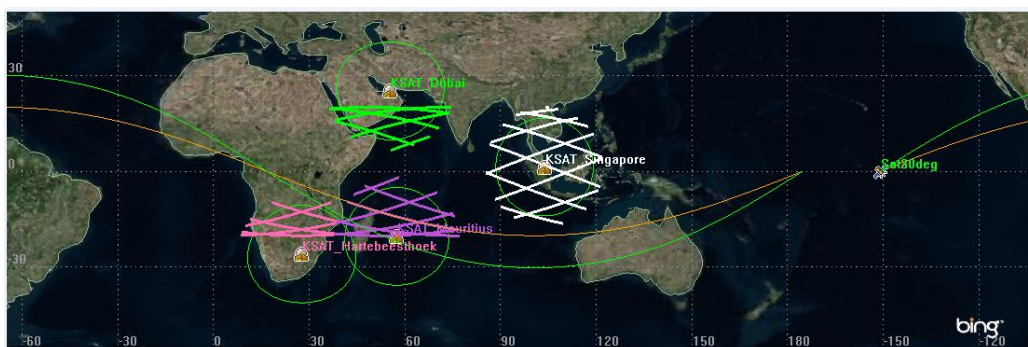 30
KSAT_Dubai
KSAT_Singapore
Sat30deg
0
KSAT_Mauritius
KSAT_Hartebeesthoek
-30
bing
-60
-30
0
30
60
90
120
150
180
-150
-120